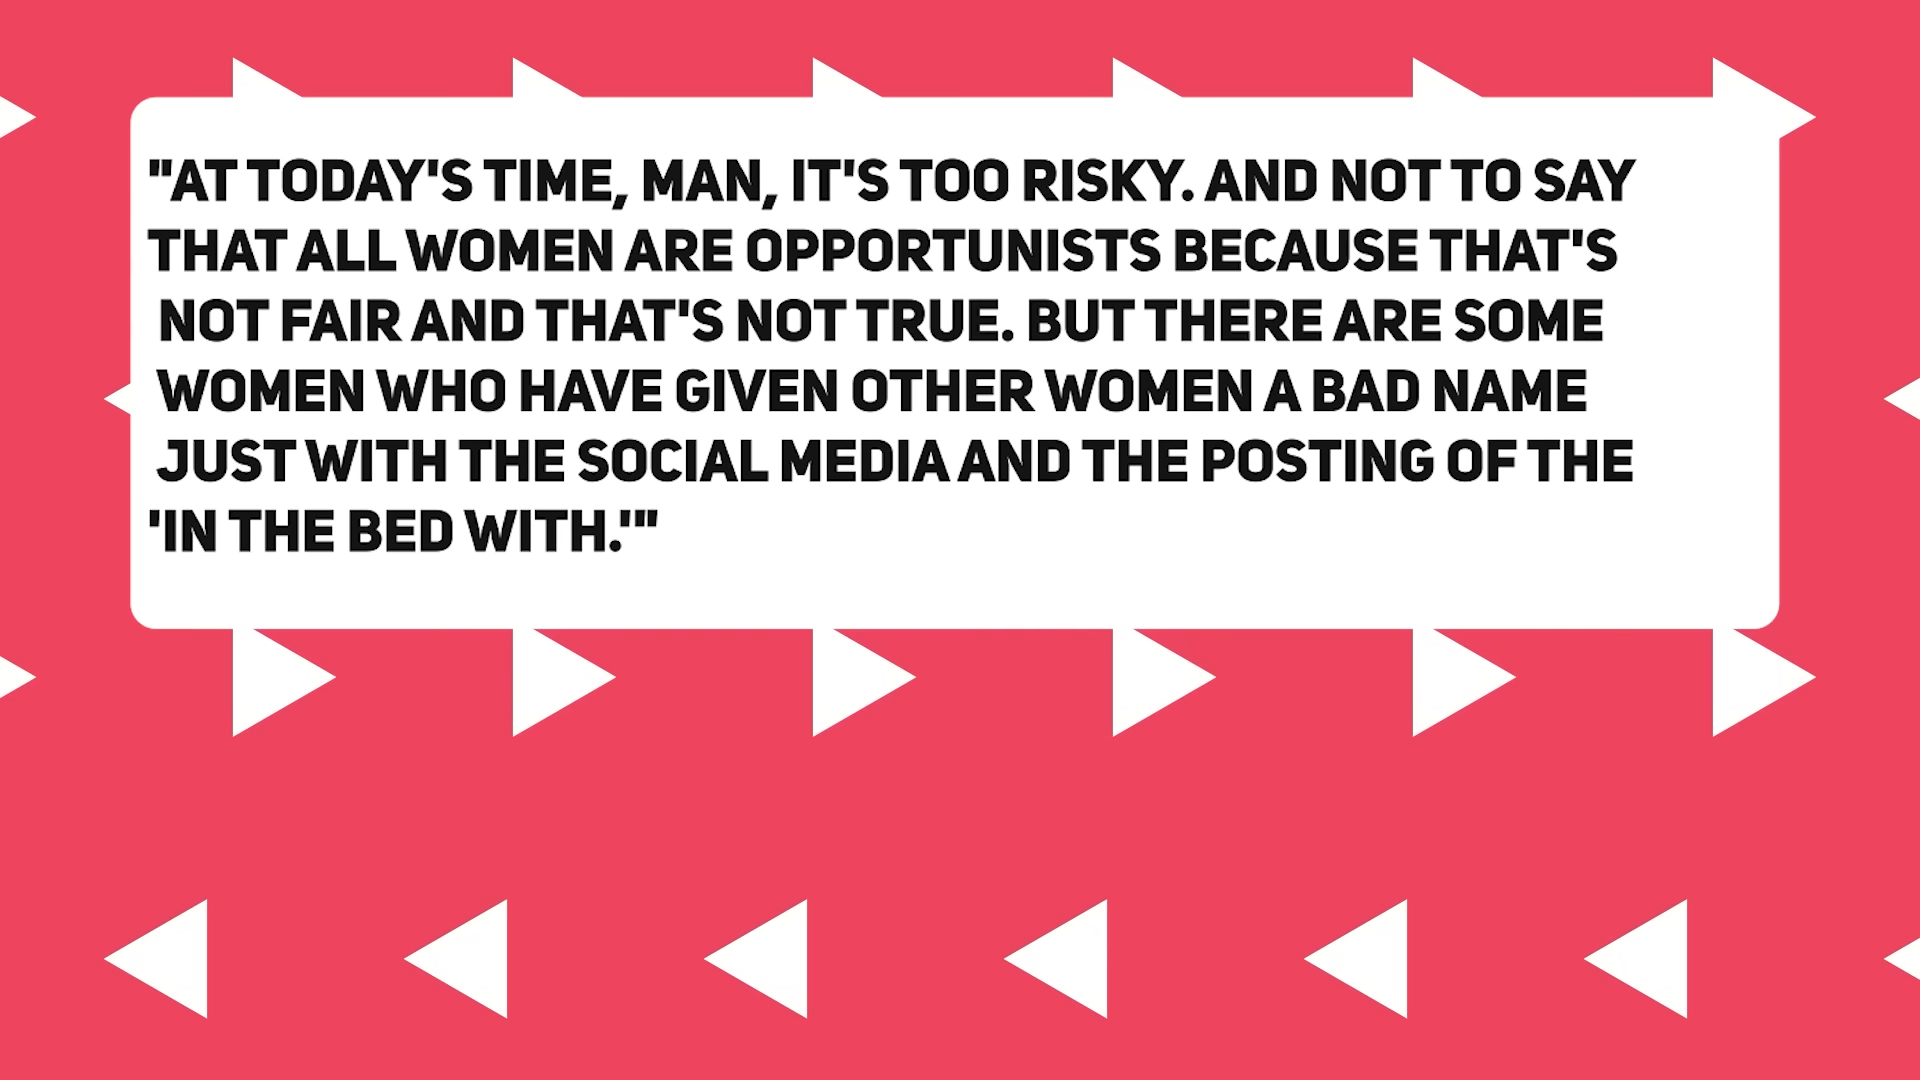 "AT TODAY'S TIME, MAN, IT'S TOO RISKY. AND NOT TO SAY
THAT ALL WOMEN ARE OPPORTUNISTS BECAUSE THAT'S
NOT FAIR AND THAT'S NOT TRUE. BUT THERE ARE SOME
WOMEN WHO HAVE GIVEN OTHER WOMEN A BAD NAME
JUST WITH THE SOCIAL MEDIA AND THE POSTING OF THE
'IN THE BED WITH.'"